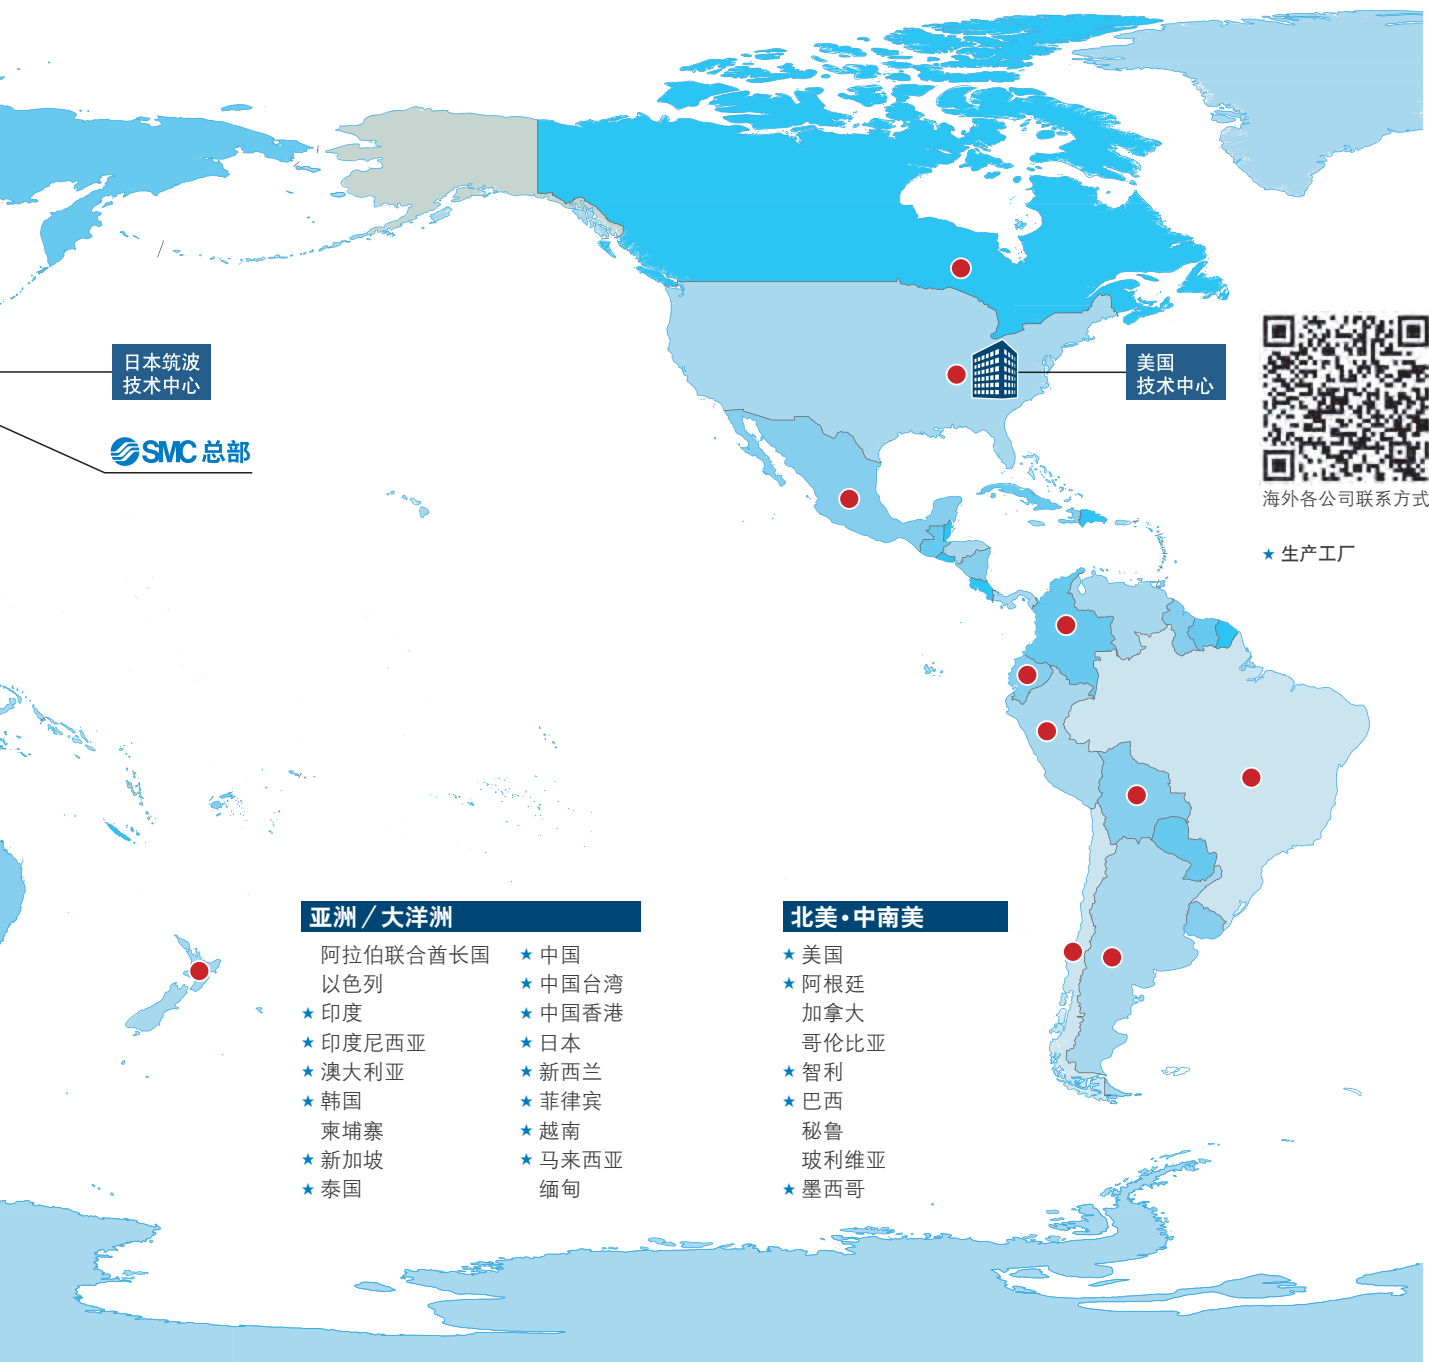 日本筑波
技术中心
SMC 总部
美国
技术中心
海外各公司联系方式
★ 生产工厂
亚洲／大洋洲
阿拉伯联合酋长国
以色列
★ 印度
★ 印度尼西亚
★ 澳大利亚
★ 韩国
柬埔寨
★ 新加坡
★ 泰国
★ 中国
★ 中国台湾
★ 中国香港
★ 日本
★ 新西兰
★ 菲律宾
★ 越南
★ 马来西亚
缅甸
北美·中南美
★ 美国
★ 阿根廷
加拿大
哥伦比亚
★ 智利
★ 巴西
秘鲁
玻利维亚
★ 墨西哥